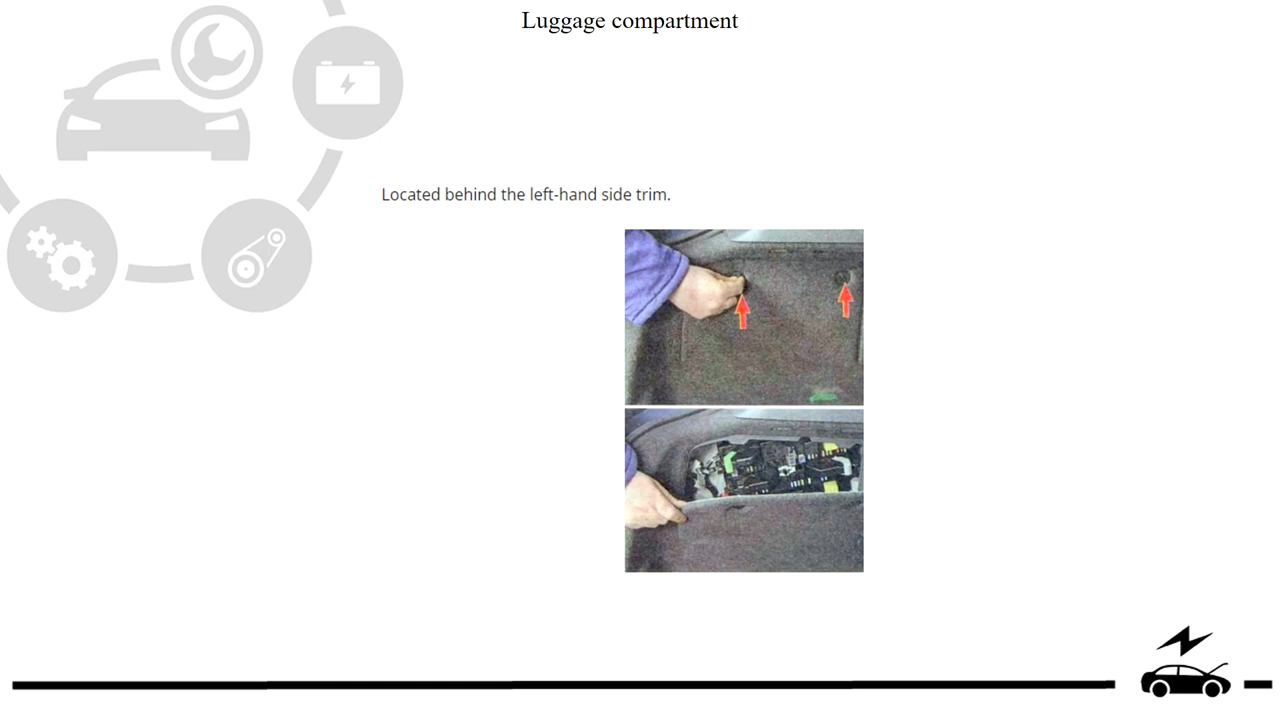 Luggage compartment
Located behind the left-hand side trim.